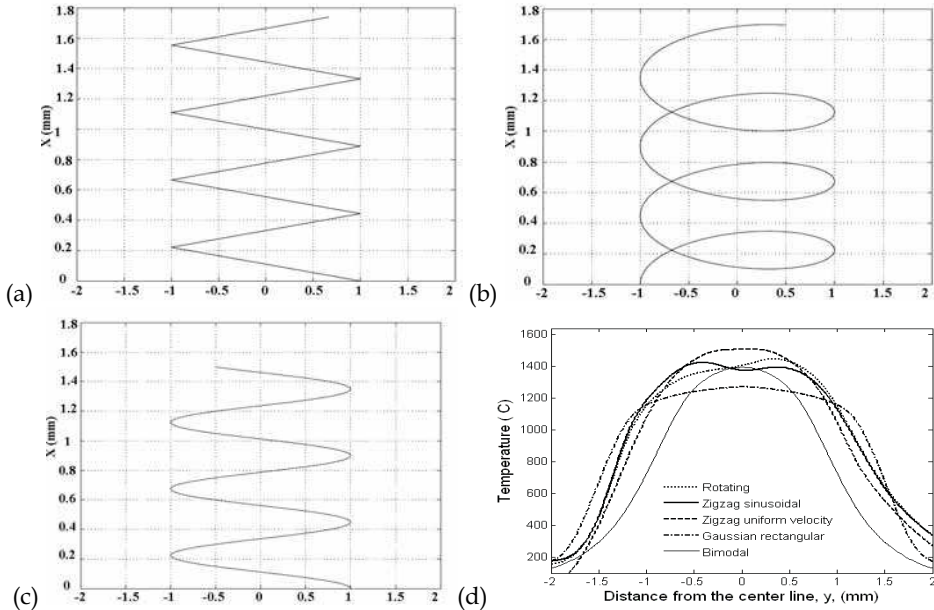 1.8
1.6
1.4
1.2
1
0.8
0.6
0.4
0.2
0
X (mm)
-2 -1.5 -1 -0.5 0 0.5 1 1.5 2
(a)
1.8
1.6
1.4
1.2
1
0.8
0.6
0.4
0.2
0
X (mm)
-2 -1.5 -1 -0.5 0 0.5 1 1.5 2
(b)
1.8
1.6
1.4
1.2
1
0.8
0.6
0.4
0.2
0
X (mm)
-2 -1.5 -1 -0.5 0 0.5 1 1.5 2
(c)
1600
1400
1200
1000
800
600
400
200
Temperature ( C)
Rotating
Zigzag sinusoidal
Zigzag uniform velocity
Gaussian rectangular
Bimodal
-2 -1.5 -1 -0.5 0 0.5 1 1.5 2
Distance from the center line, y, (mm)
(d)